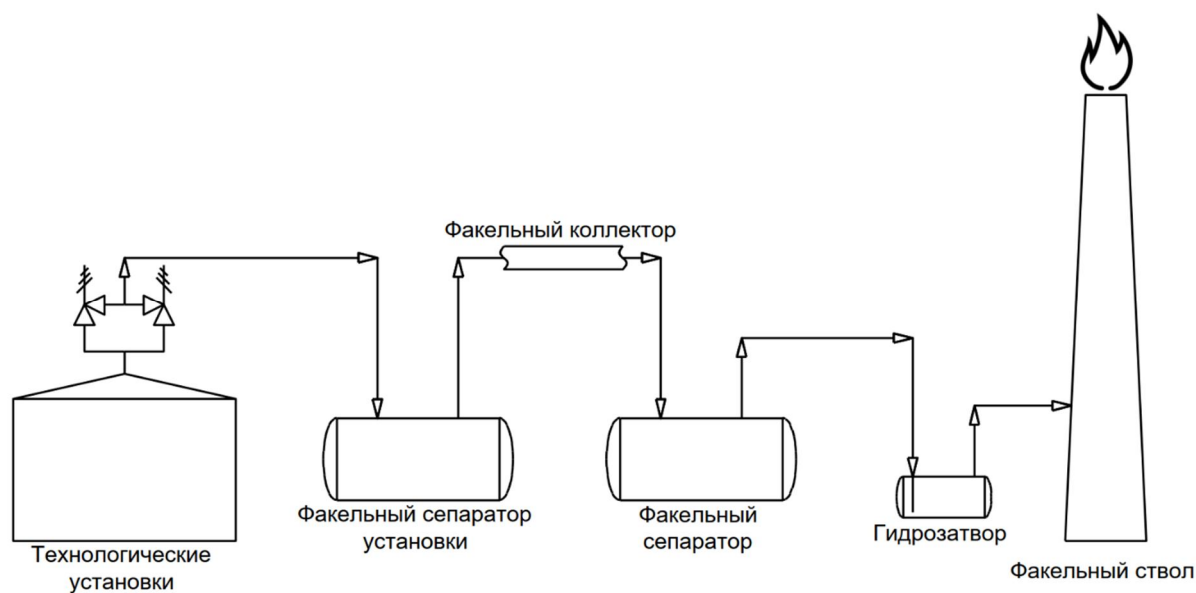 Факельный коллектор
Технологические
установки
Факельный сепаратор
установки
Факельный
сепаратор
Гидрозатвор
Факельный ствол